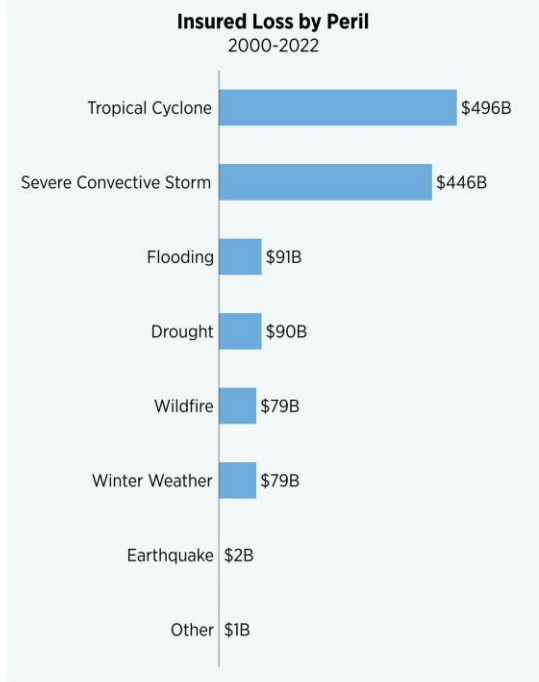 Insured Loss by Peril
2000-2022
Tropical Cyclone $496B
Severe Convective Storm $446B
Flooding $91B
Drought $90B
Wildfire $79B
Winter Weather $79B
Earthquake $2B
Other $1B